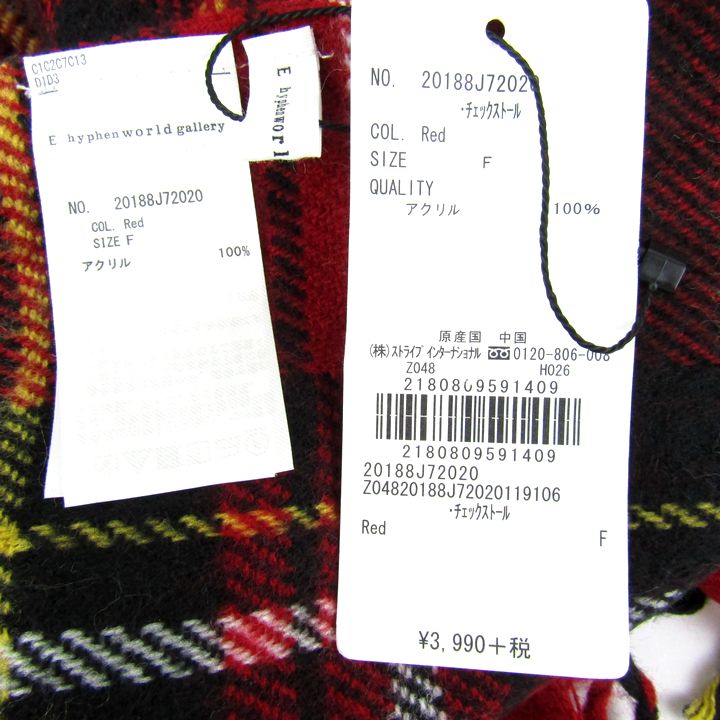 C1C2C7C13
D1D3
E hyphen world gallery
NO. 20188J72020
COL. Red
SIZE F
アクリル 100%
E hyphen worl
NO. 20188J72020
・チェックストール
COL. Red
SIZE F
QUALITY
アクリル 100%
原産国 中国
(株)ストライプインターナショナル 0120-806-008
Z048 H026
2180809591409
2180809591409
20188J72020
Z04820188J72020119106
・チェックストール
Red F
¥3,990+税